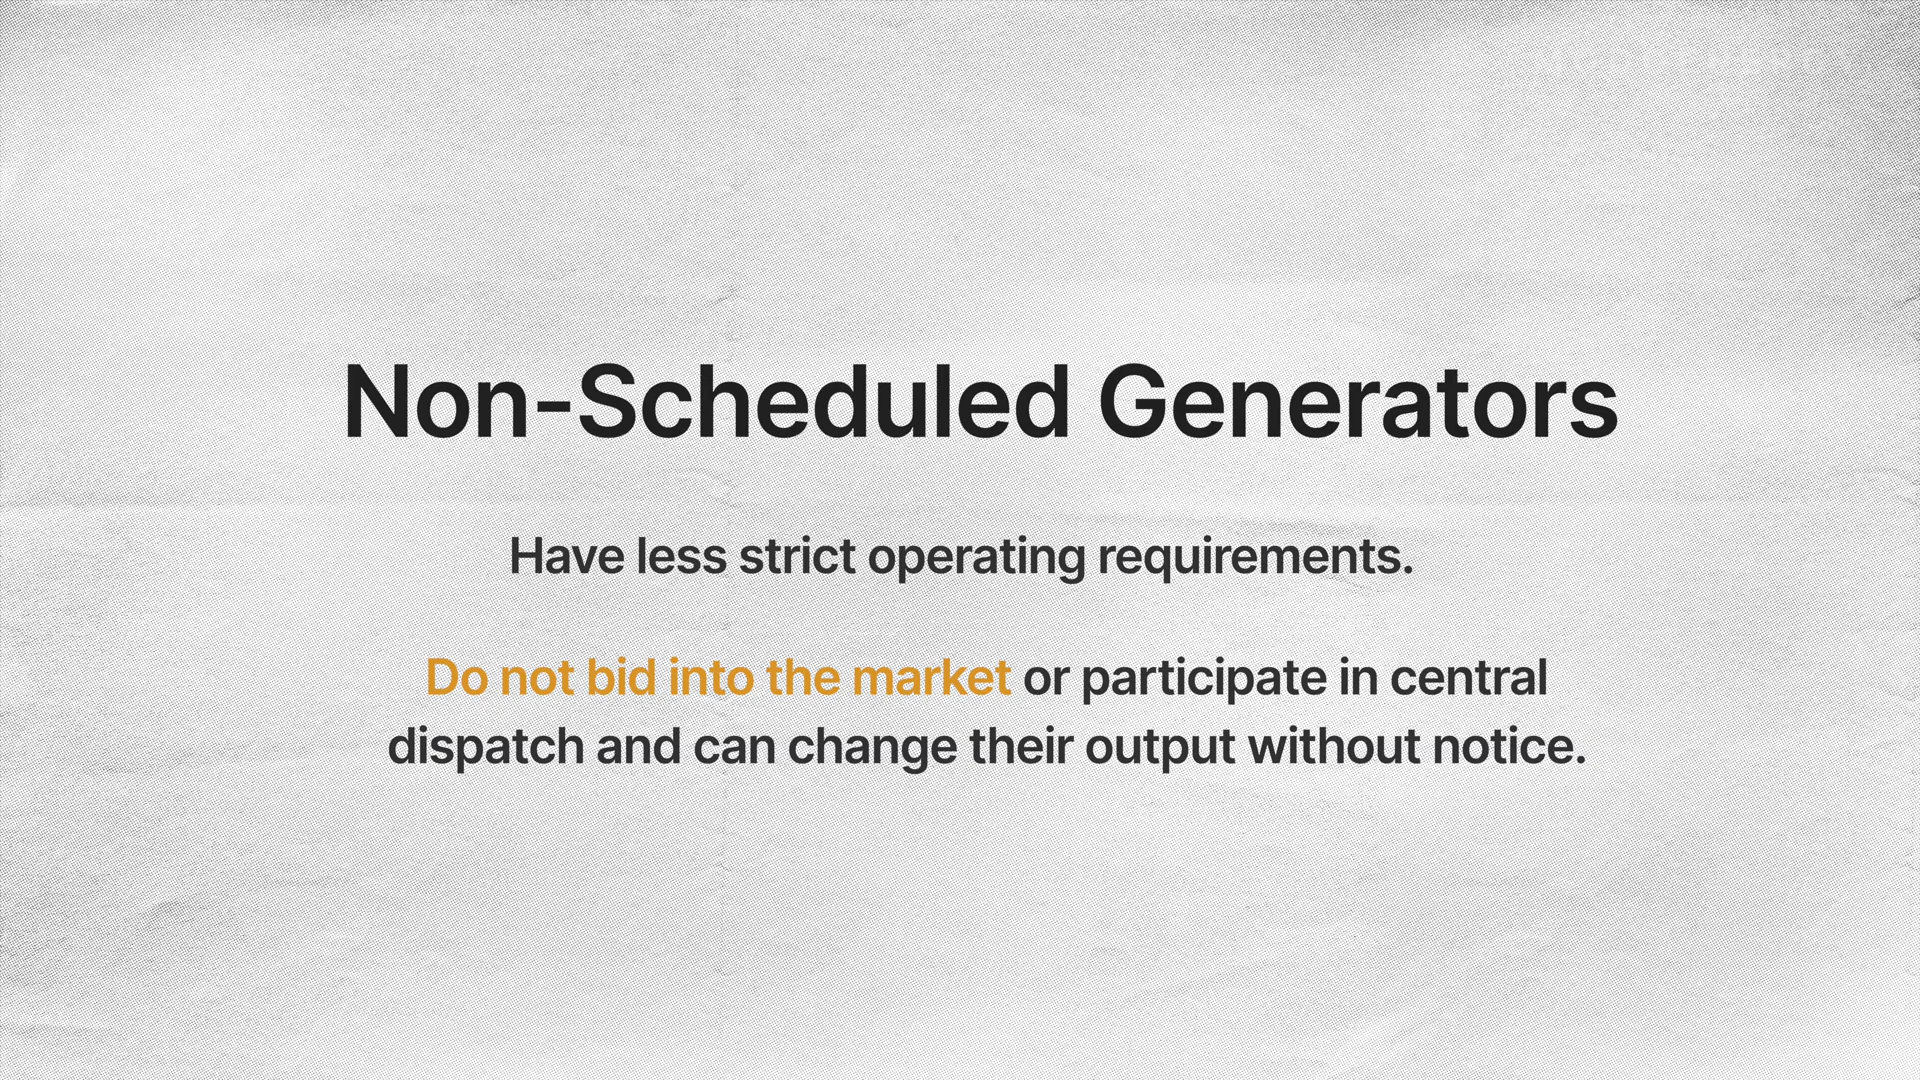 Non-Scheduled Generators
Have less strict operating requirements.
Do not bid into the market or participate in central
dispatch and can change their output without notice.